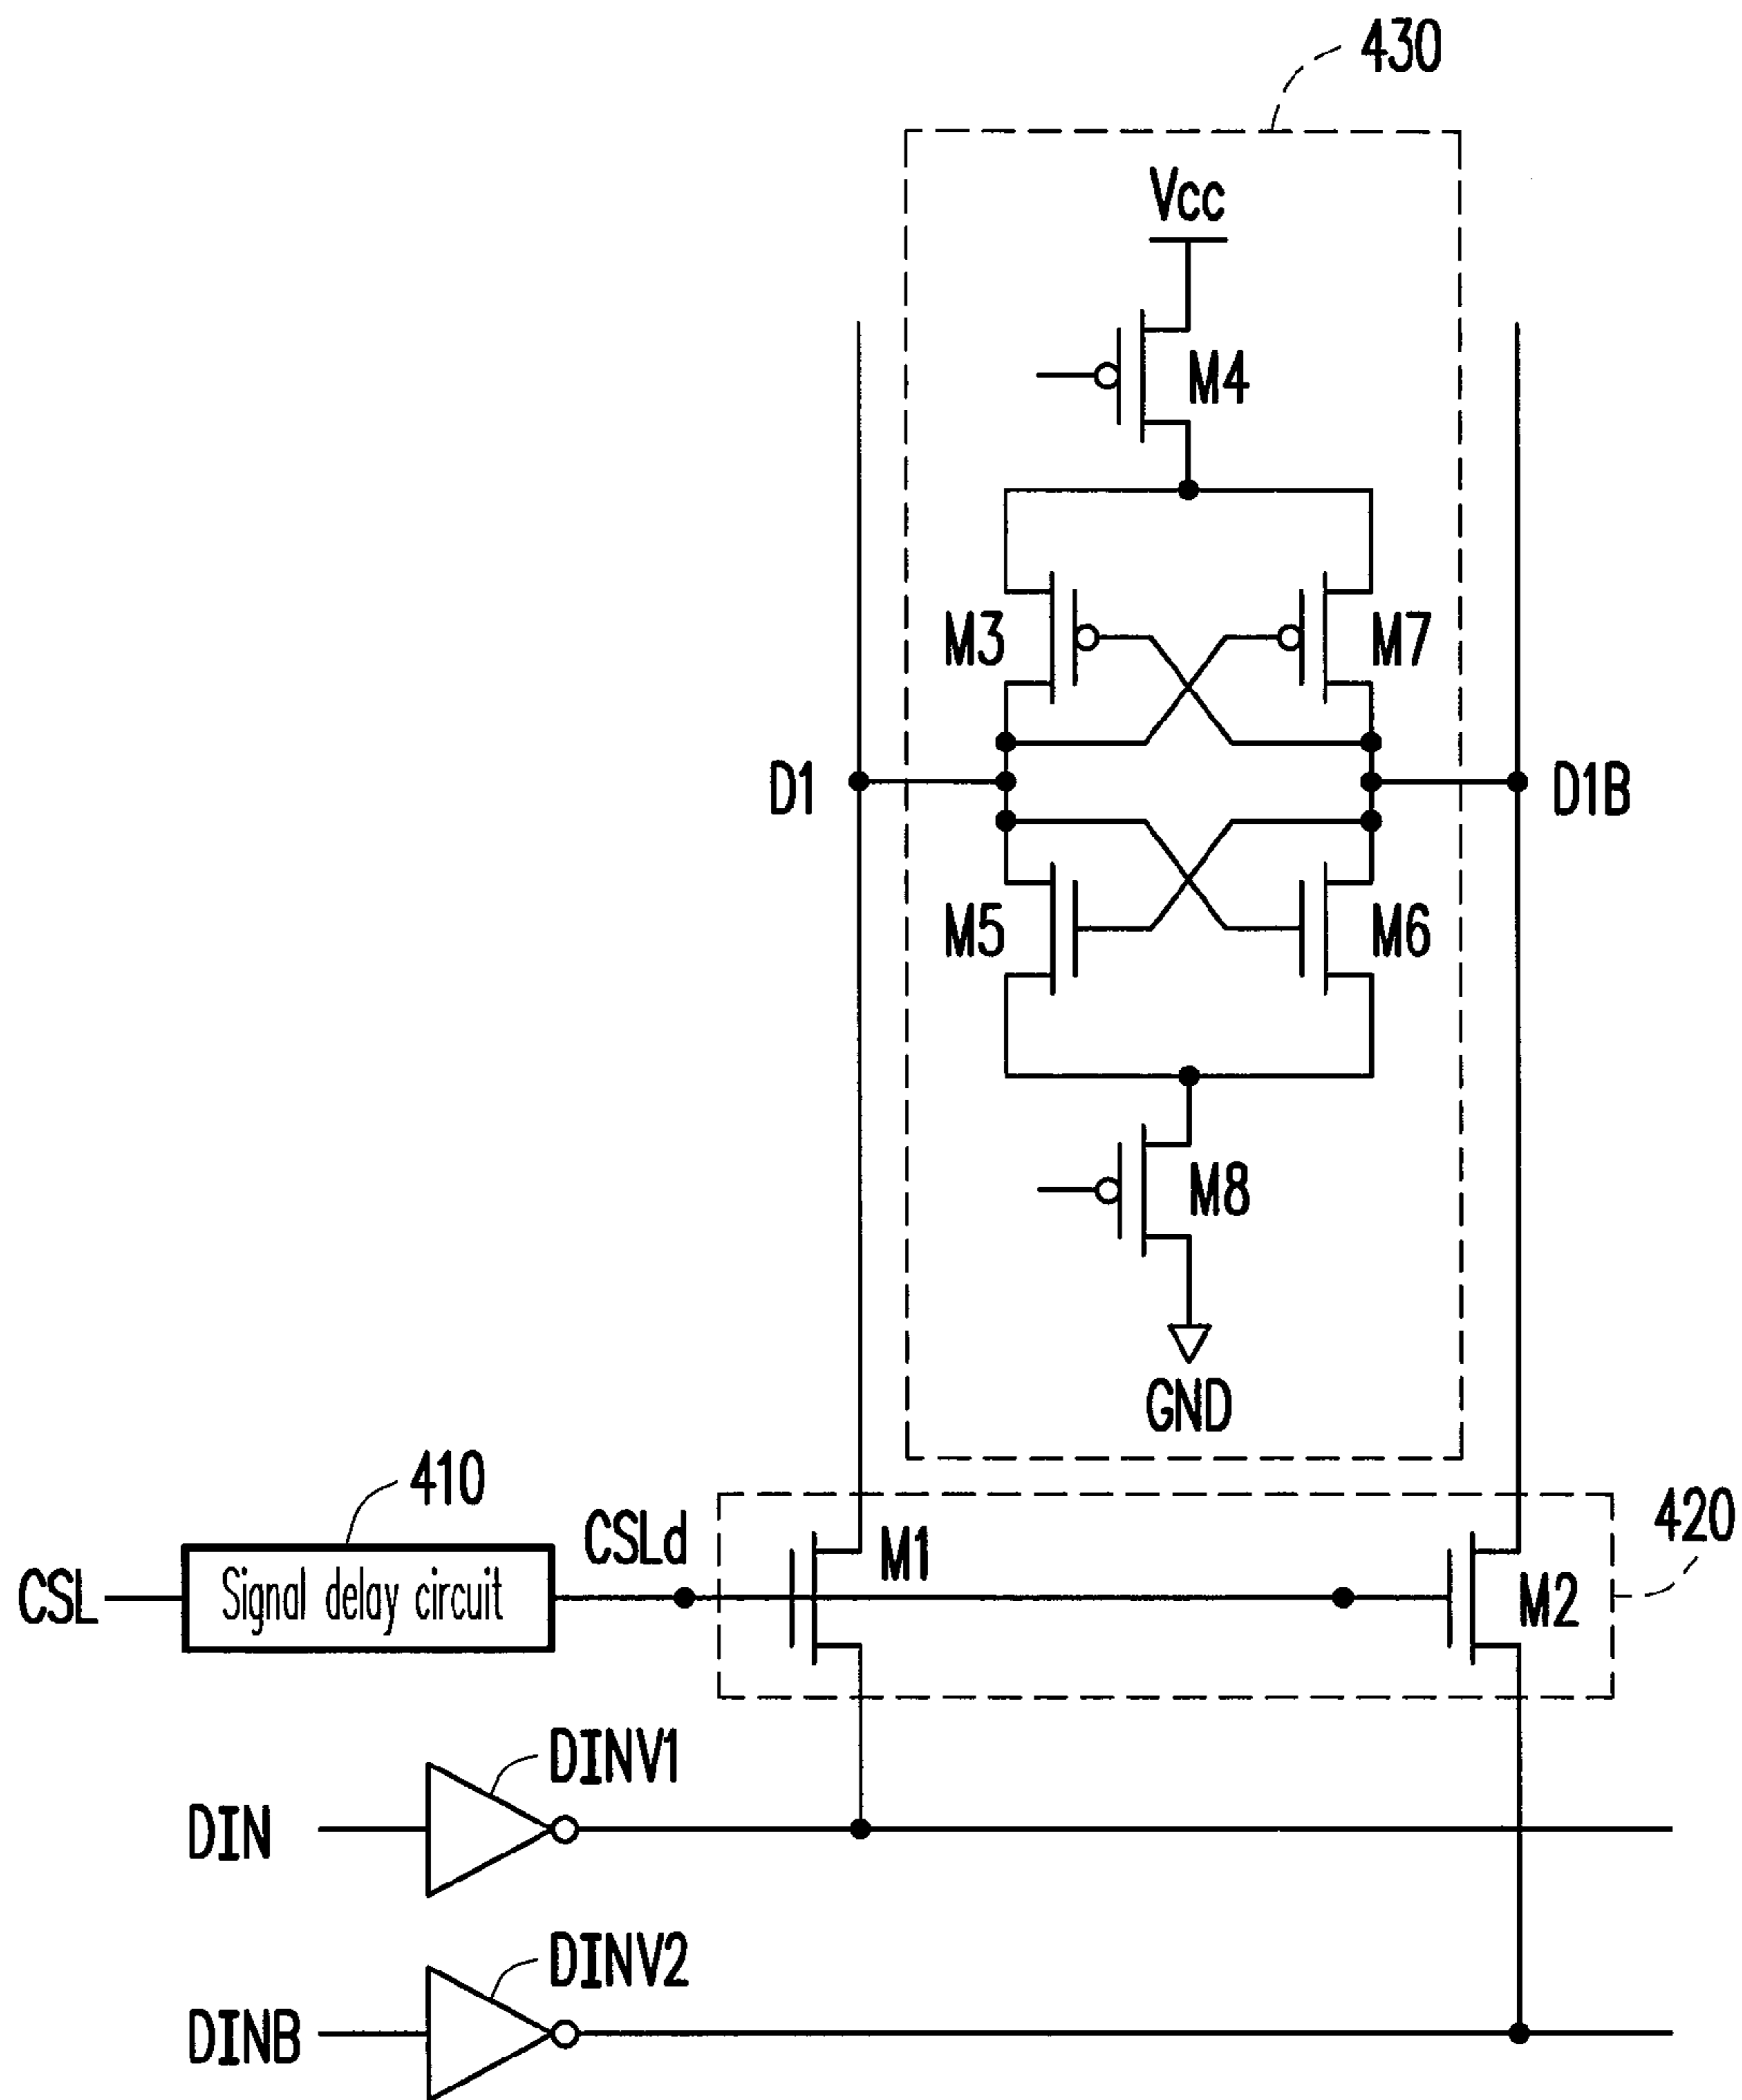 430
Vcc
M4
M3
M7
D1
D1B
M5
M6
M8
GND
410
420
CSLd
M1
CSL
Signal delay circuit
M2
DINV1
DIN
DINV2
DINB